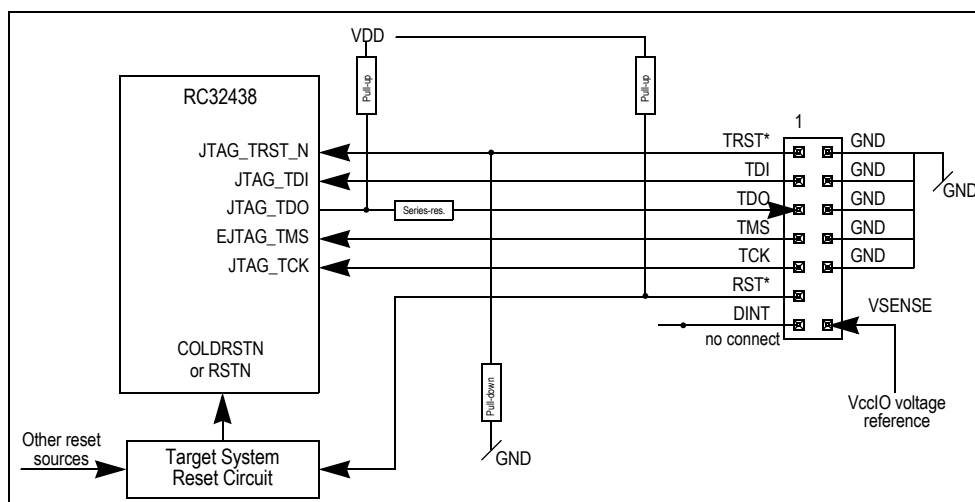 VDD
Pull-up
Pull-up
RC32438
1
JTAG_TRST_N
TRST*
GND
JTAG_TDI
TDI
GND
GND
JTAG_TDO
Series-res.
TDO
GND
EJTAG_TMS
TMS
GND
JTAG_TCK
TCK
GND
RST*
VSENSE
DINT
no connect
COLDRSTN
or RSTN
Pull-down
GND
VccIO voltage
reference
Other reset
sources
Target System
Reset Circuit